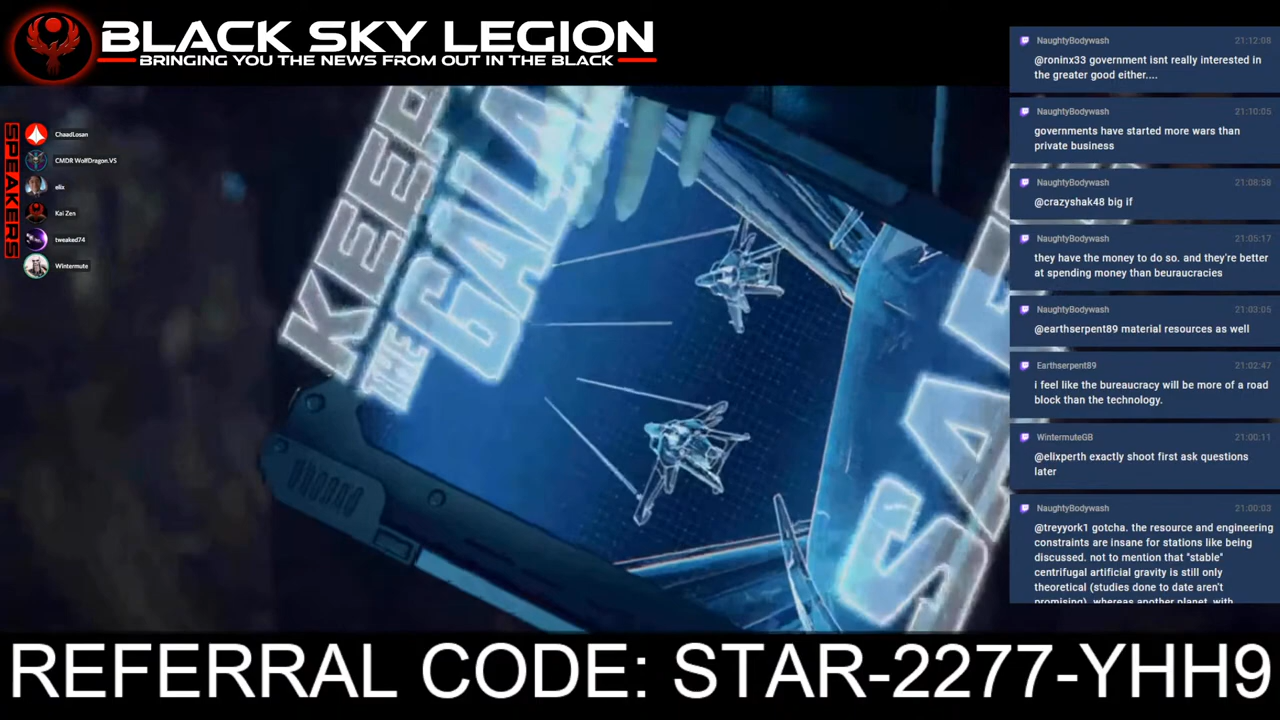 BLACK SKY LEGION
BRINGING YOU THE NEWS FROM OUT IN THE BLACK
SPEAKERS
ChaadLosan
CMDR WolfDragon.VS
elix
Kai Zen
tweaked74
Wintermute
KEEP
THE
NaughtyBodywash 21:12:08
@roninx33 government isnt really interested in
the greater good either....
NaughtyBodywash 21:10:05
governments have started more wars than
private business
NaughtyBodywash 21:08:58
@crazyshak48 big if
NaughtyBodywash 21:05:17
they have the money to do so. and they're better
at spending money than beuraucracies
NaughtyBodywash 21:03:05
@earthserpent89 material resources as well
Earthserpent89 21:02:47
i feel like the bureaucracy will be more of a road
block than the technology.
WintermuteGB 21:00:11
@elixperth exactly shoot first ask questions
later
NaughtyBodywash 21:00:03
@treyyork1 gotcha. the resource and engineering
constraints are insane for stations like being
discussed. not to mention that "stable"
centrifugal artificial gravity is still only
theoretical (studies done to date aren't
promising), whereas another planet, with
REFERRAL CODE: STAR-2277-YHH9